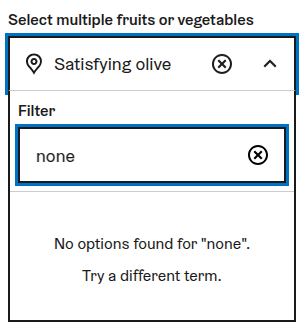 Select multiple fruits or vegetables
Satisfying olive
Filter
none
No options found for "none".
Try a different term.